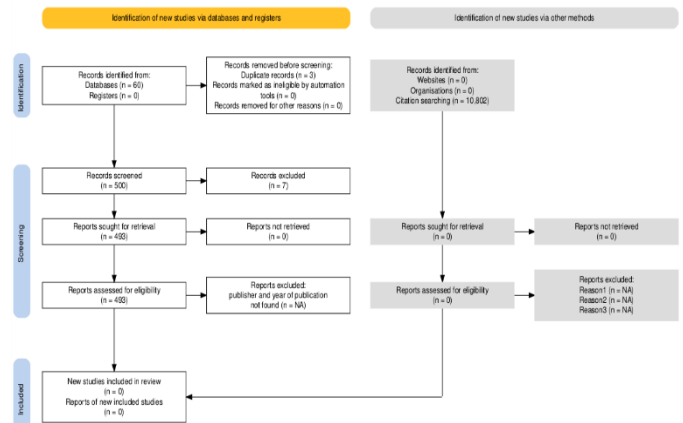 Identification of new studies via databases and registers
Identification of new studies via other methods
Identification
Records identified from:
Databases (n = 60)
Registers (n = 0)
Records removed before screening:
Duplicate records (n = 3)
Records marked as ineligible by automation
tools (n = 0)
Records removed for other reasons (n = 0)
Records identified from:
Websites (n = 0)
Organisations (n = 0)
Citation searching (n = 10.802)
Screening
Records screened
(n = 500)
Records excluded
(n = 7)
Reports sought for retrieval
(n = 493)
Reports not retrieved
(n = 0)
Reports sought for retrieval
(n = 0)
Reports not retrieved
(n = 0)
Reports assessed for eligibility
(n = 493)
Reports excluded:
publisher and year of publication
not found (n = NA)
Reports assessed for eligibility
(n = 0)
Reports excluded:
Reason1 (n = NA)
Reason2 (n = NA)
Reason3 (n = NA)
Included
New studies included in review
(n = 0)
Reports of new included studies
(n = 0)